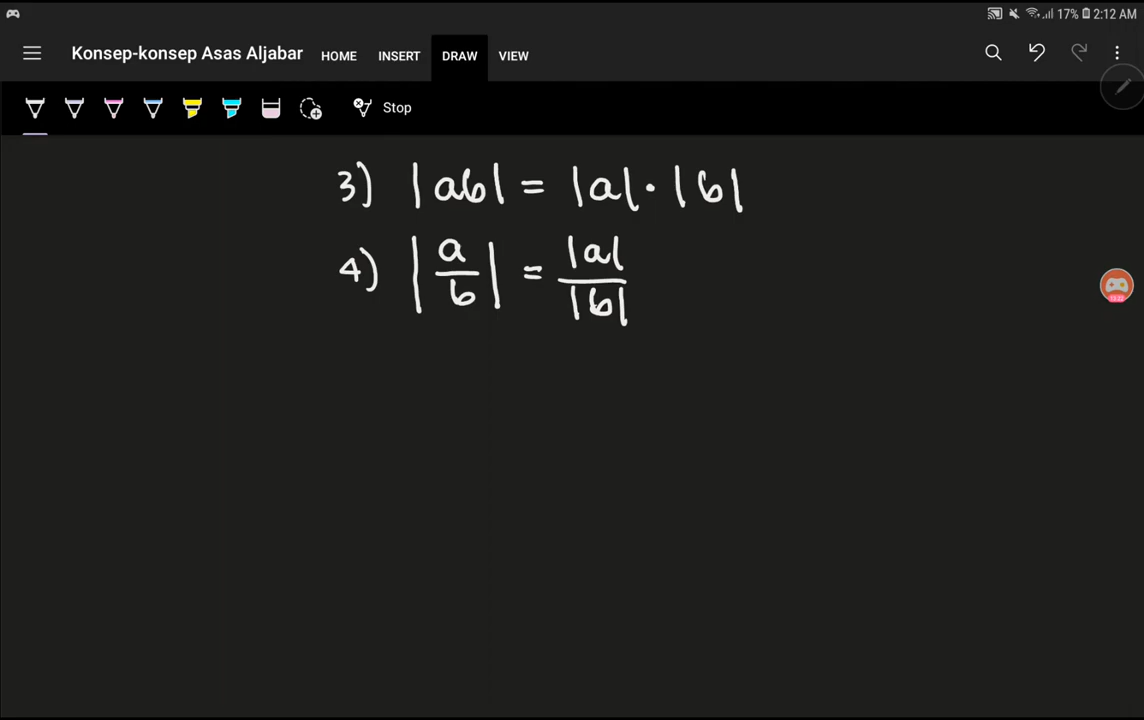 17% 2:12 AM
Konsep-konsep Asas Aljabar HOME INSERT DRAW VIEW
Stop
3) |ab| = |a| · |b|
4) |a/b| = |a|/|b|